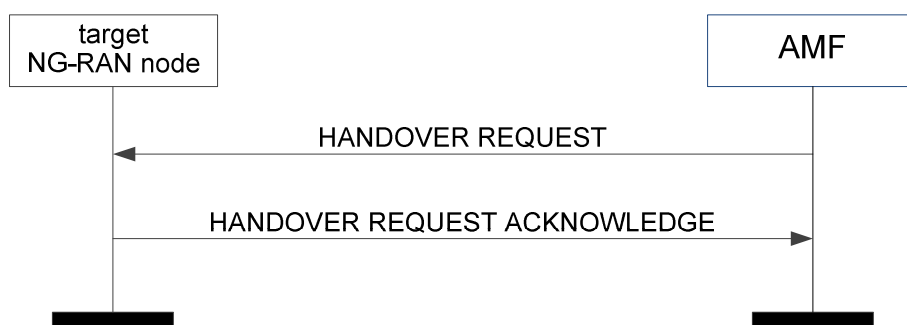 target
NG-RAN node
AMF
HANDOVER REQUEST
HANDOVER REQUEST ACKNOWLEDGE